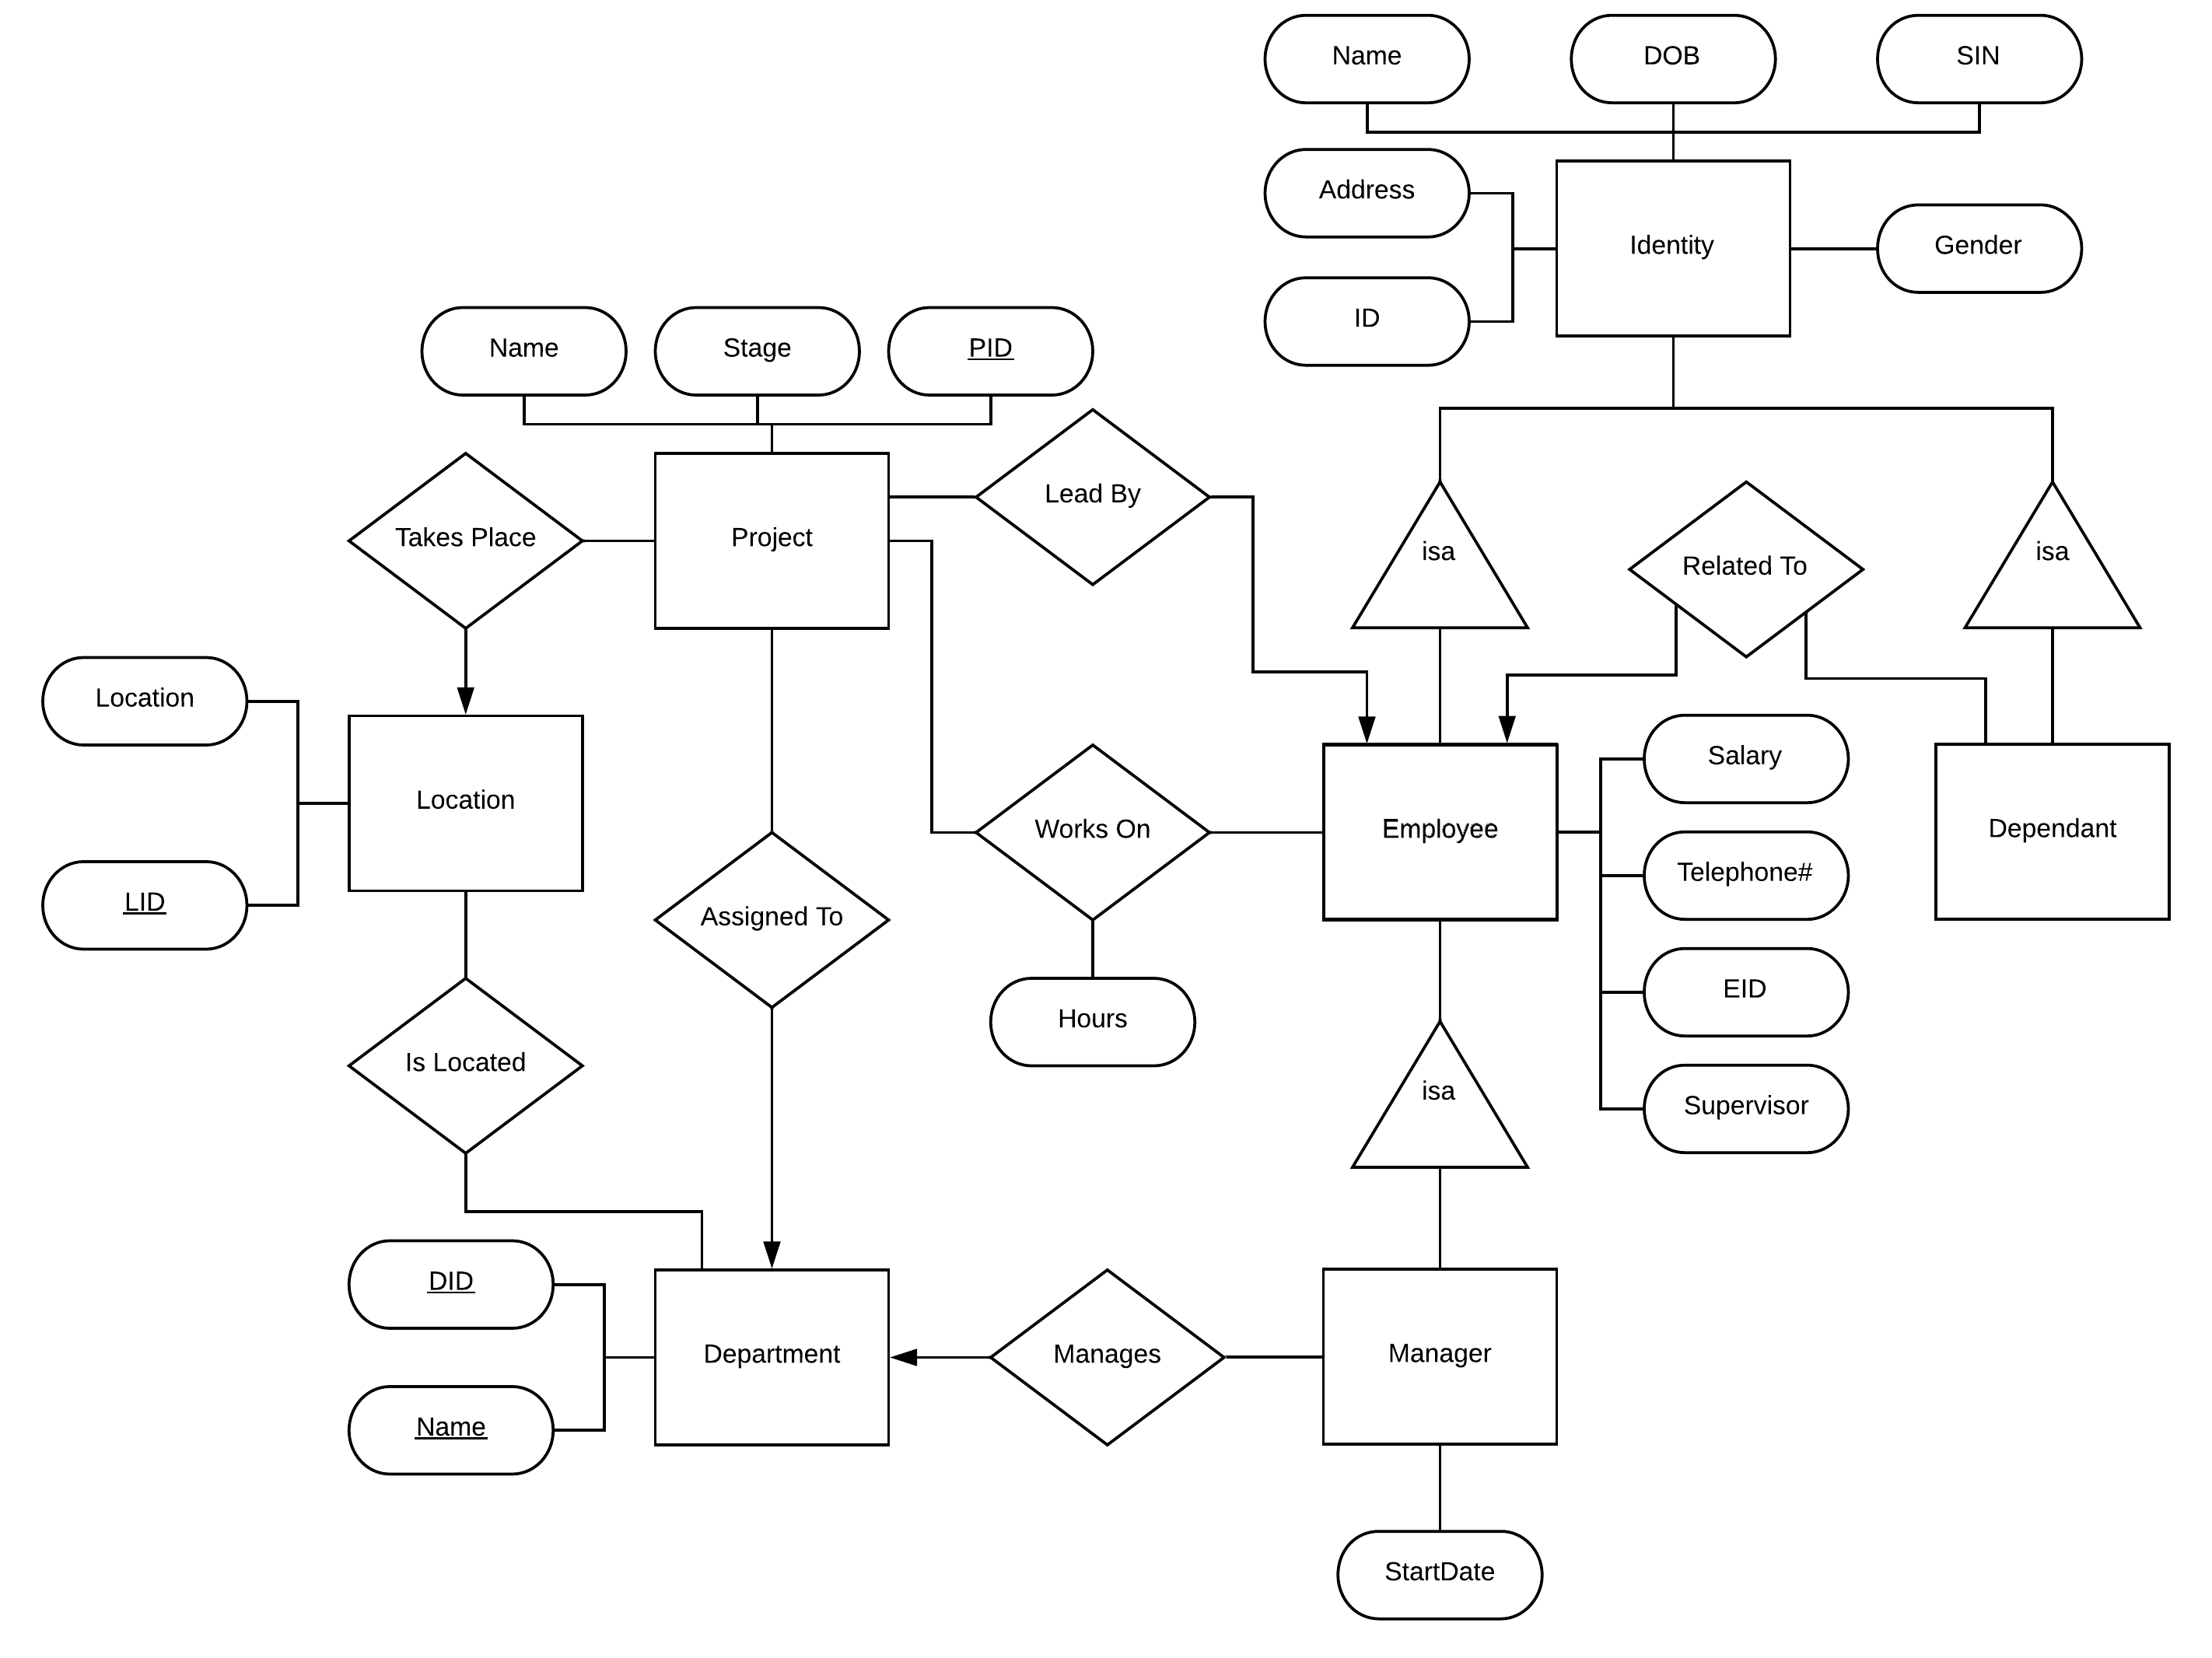 Name
DOB
SIN
Address
Identity
Gender
ID
Name
Stage
PID
Lead By
Takes Place
Project
isa
Related To
isa
Location
Salary
Location
Works On
Employee
Dependant
Telephone#
LID
Assigned To
EID
Hours
Is Located
isa
Supervisor
DID
Department
Manages
Manager
Name
StartDate